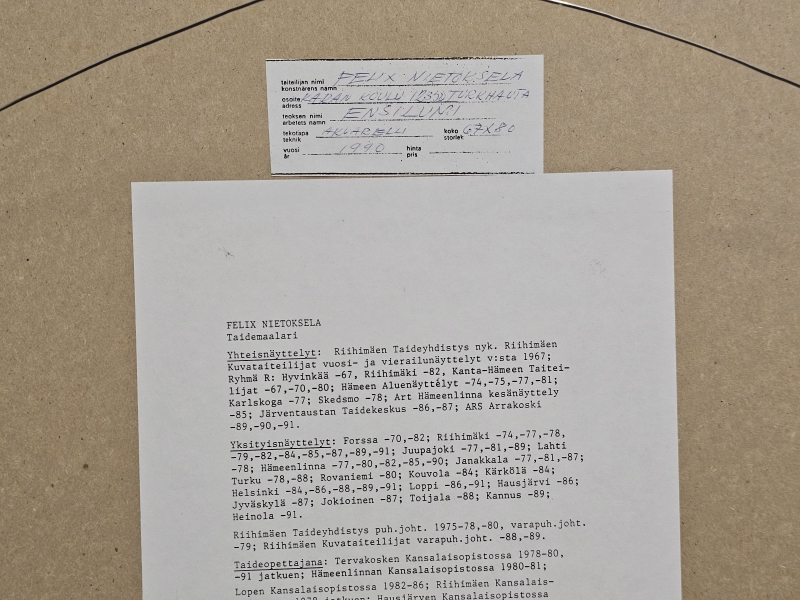 taiteilijan nimi FELIX NIETOKSELA
konstnärens namn
osoite KADAN KOULU 12350 TURKHAUTA
adress
teoksen nimi ENSILUMI
arbetets namn
tekotapa AKVARELLI koko 67X80
teknik storlek
vuosi 1990 hinta
år pris
FELIX NIETOKSELA
Taidemaalari
Yhteisnäyttelyt: Riihimäen Taideyhdistys nyk. Riihimäen
Kuvataiteilijat vuosi- ja vierailunäyttelyt v:sta 1967;
Ryhmä R: Hyvinkää -67, Riihimäki -82, Kanta-Hämeen Taitei-
lijat -67,-70,-80; Hämeen Aluenäyttelyt -74,-75,-77,-81;
Karlskoga -77; Skedsmo -78; Art Hämeenlinna kesänäyttely
-85; Järventaustan Taidekeskus -86,-87; ARS Arrakoski
-89,-90,-91.
Yksityisnäyttelyt: Forssa -70,-82; Riihimäki -74,-77,-78,
-79,-82,-84,-85,-87,-89,-91; Juupajoki -77,-81,-89; Lahti
-78; Hämeenlinna -77,-80,-82,-85,-90; Janakkala -77,-81,-87;
Turku -78,-88; Rovaniemi -80; Kouvola -84; Kärkölä -84;
Helsinki -84,-86,-88,-89,-91; Loppi -86,-91; Hausjärvi -86;
Jyväskylä -87; Jokioinen -87; Toijala -88; Kannus -89;
Heinola -91.
Riihimäen Taideyhdistys puh.joht. 1975-78,-80, varapuh.joht.
-79; Riihimäen Kuvataiteilijat varapuh.joht. -88,-89.
Taideopettajana: Tervakosken Kansalaisopistossa 1978-80,
-91 jatkuen; Hämeenlinnan Kansalaisopistossa 1980-81;
Lopen Kansalaisopistossa 1982-86; Riihimäen Kansalais-
1978 jatkuen; Hausjärven Kansalaisopistossa